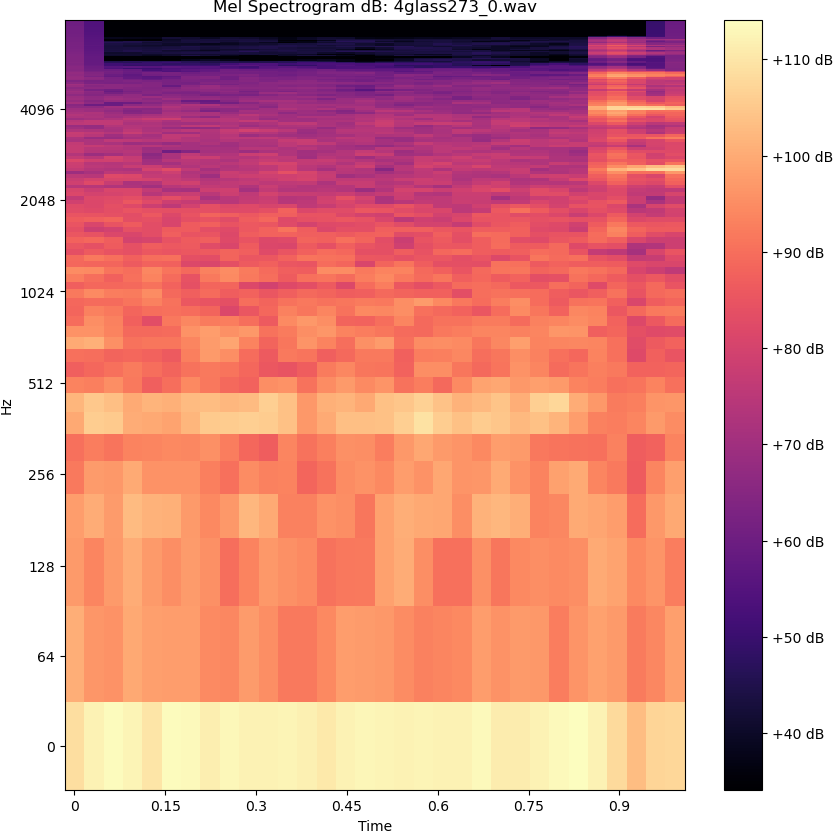 Mel Spectrogram dB: 4glass273_0.wav
+110 dB
4096
+100 dB
2048
+90 dB
1024
+80 dB
512
Hz
+70 dB
256
+60 dB
128
+50 dB
64
+40 dB
0
0 0.15 0.3 0.45 0.6 0.75 0.9
Time